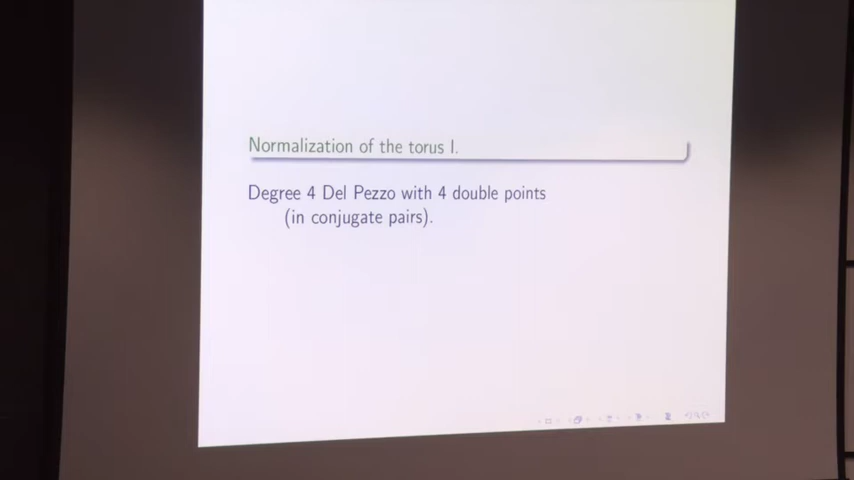 Normalization of the torus I.
Degree 4 Del Pezzo with 4 double points
(in conjugate pairs).